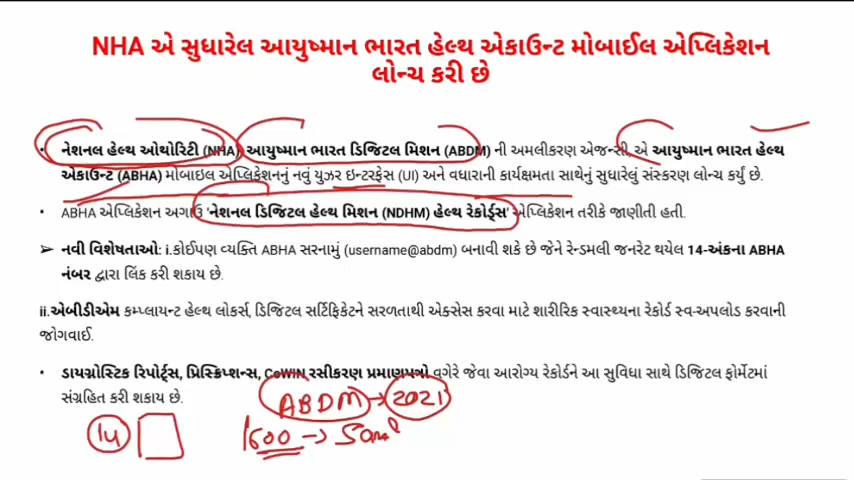 NHA એ સુધારેલ આયુષ્માન ભારત હેલ્થ એકાઉન્ટ મોબાઈલ એપ્લિકેશન
લોન્ચ કરી છે
• નેશનલ હેલ્થ ઓથોરિટી (NHA) આયુષ્માન ભારત ડિજિટલ મિશન (ABDM) ની અમલીકરણ એજન્સી, એ આયુષ્માન ભારત હેલ્થ
એકાઉન્ટ (ABHA) મોબાઇલ એપ્લિકેશનનું નવું યુઝર ઇન્ટરફેસ (UI) અને વધારાની કાર્યક્ષમતા સાથેનું સુધારેલું સંસ્કરણ લોન્ચ કર્યું છે.
• ABHA એપ્લિકેશન અગાઉ 'નેશનલ ડિજિટલ હેલ્થ મિશન (NDHM) હેલ્થ રેકોર્ડ્સ' એપ્લિકેશન તરીકે જાણીતી હતી.
➢ નવી વિશેષતાઓ: i.કોઈપણ વ્યક્તિ ABHA સરનામું (username@abdm) બનાવી શકે છે જેને રેન્ડમલી જનરેટ થયેલ 14-અંકના ABHA
નંબર દ્વારા લિંક કરી શકાય છે.
ii.એબીડીએમ કમ્પ્લાયન્ટ હેલ્થ લોકર્સ, ડિજિટલ સર્ટિફિકેટને સરળતાથી એક્સેસ કરવા માટે શારીરિક સ્વાસ્થ્યના રેકોર્ડ સ્વ-અપલોડ કરવાની
જોગવાઈ.
• ડાયગ્નોસ્ટિક રિપોર્ટ્સ, પ્રિસ્ક્રિપ્શન્સ, CoWIN રસીકરણ પ્રમાણપત્રો વગેરે જેવા આરોગ્ય રેકોર્ડને આ સુવિધા સાથે ડિજિટલ ફોર્મેટમાં
સંગ્રહિત કરી શકાય છે.
ABDM → 2021
14 1600 →